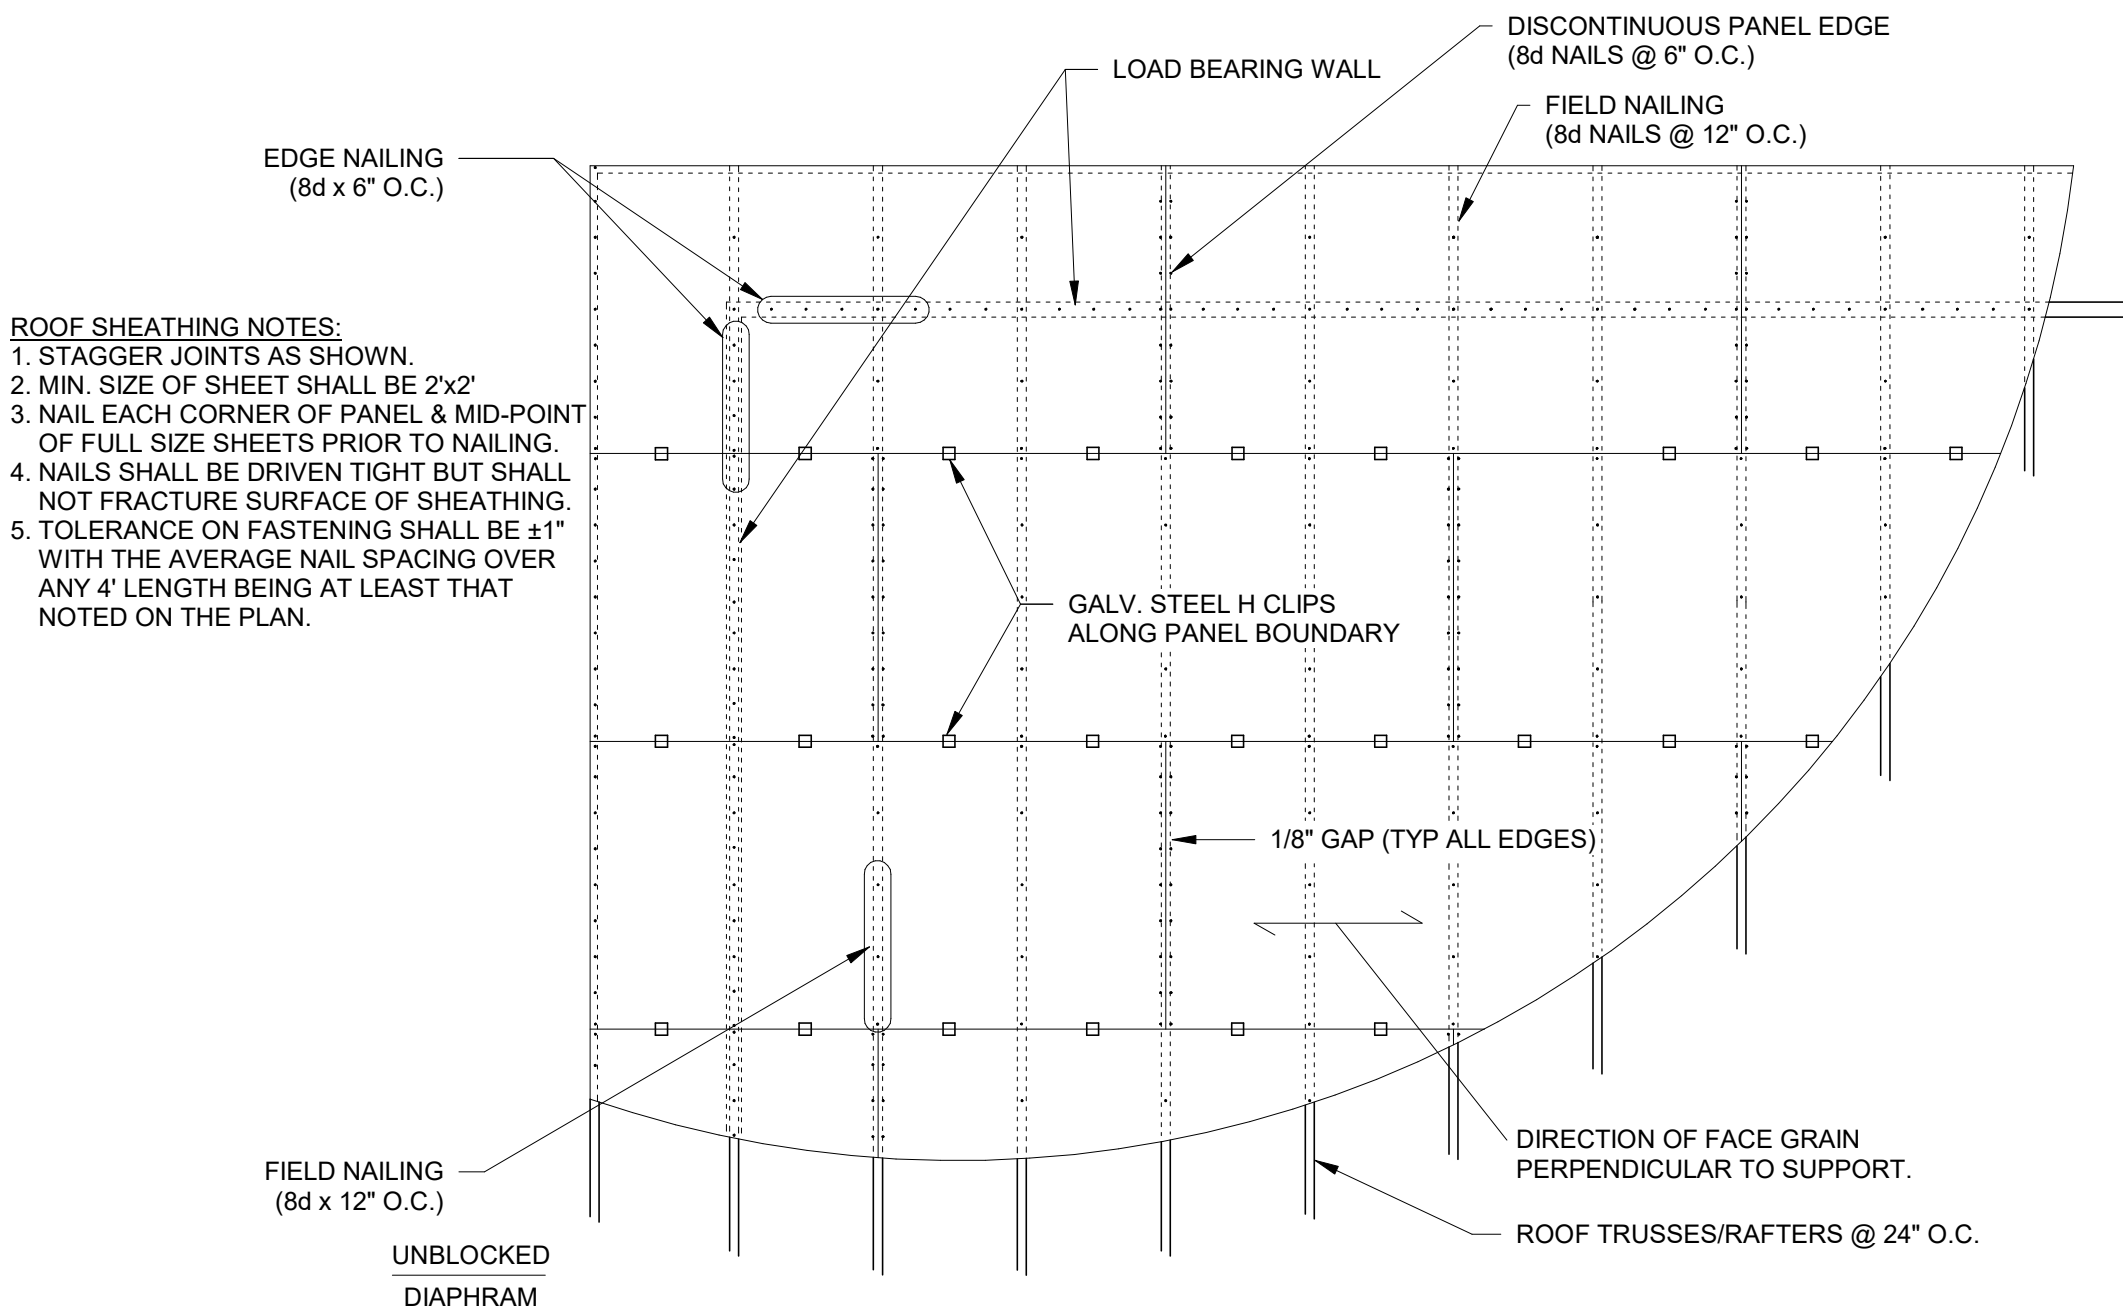 DISCONTINUOUS PANEL EDGE
(8d NAILS @ 6" O.C.)
LOAD BEARING WALL
FIELD NAILING
(8d NAILS @ 12" O.C.)
EDGE NAILING
(8d x 6" O.C.)
ROOF SHEATHING NOTES:
1. STAGGER JOINTS AS SHOWN.
2. MIN. SIZE OF SHEET SHALL BE 2'x2'
3. NAIL EACH CORNER OF PANEL & MID-POINT
OF FULL SIZE SHEETS PRIOR TO NAILING.
4. NAILS SHALL BE DRIVEN TIGHT BUT SHALL
NOT FRACTURE SURFACE OF SHEATHING.
5. TOLERANCE ON FASTENING SHALL BE ±1"
WITH THE AVERAGE NAIL SPACING OVER
ANY 4' LENGTH BEING AT LEAST THAT
NOTED ON THE PLAN.
GALV. STEEL H CLIPS
ALONG PANEL BOUNDARY
1/8" GAP (TYP ALL EDGES)
DIRECTION OF FACE GRAIN
PERPENDICULAR TO SUPPORT.
FIELD NAILING
(8d x 12" O.C.)
ROOF TRUSSES/RAFTERS @ 24" O.C.
UNBLOCKED
DIAPHRAM